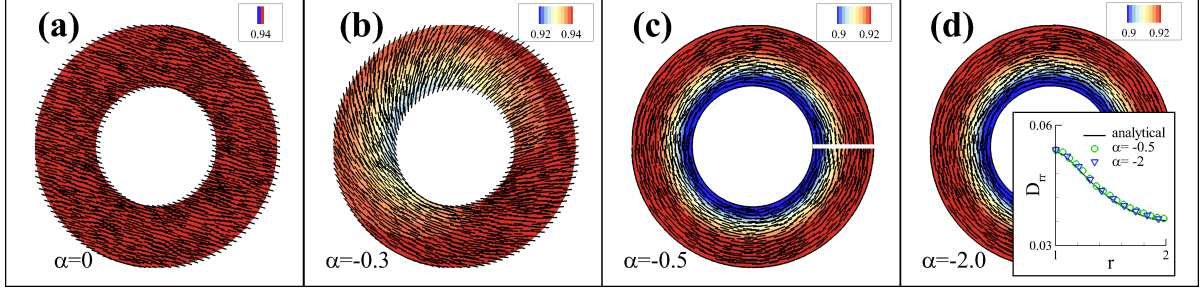 (a)
0.94
α=0
(b)
0.92 0.94
α=-0.3
(c)
0.9 0.92
α=-0.5
(d)
0.9 0.92
α=-2.0
0.06
analytical
α= -0.5
α= -2
D_rr
0.03
1 r 2